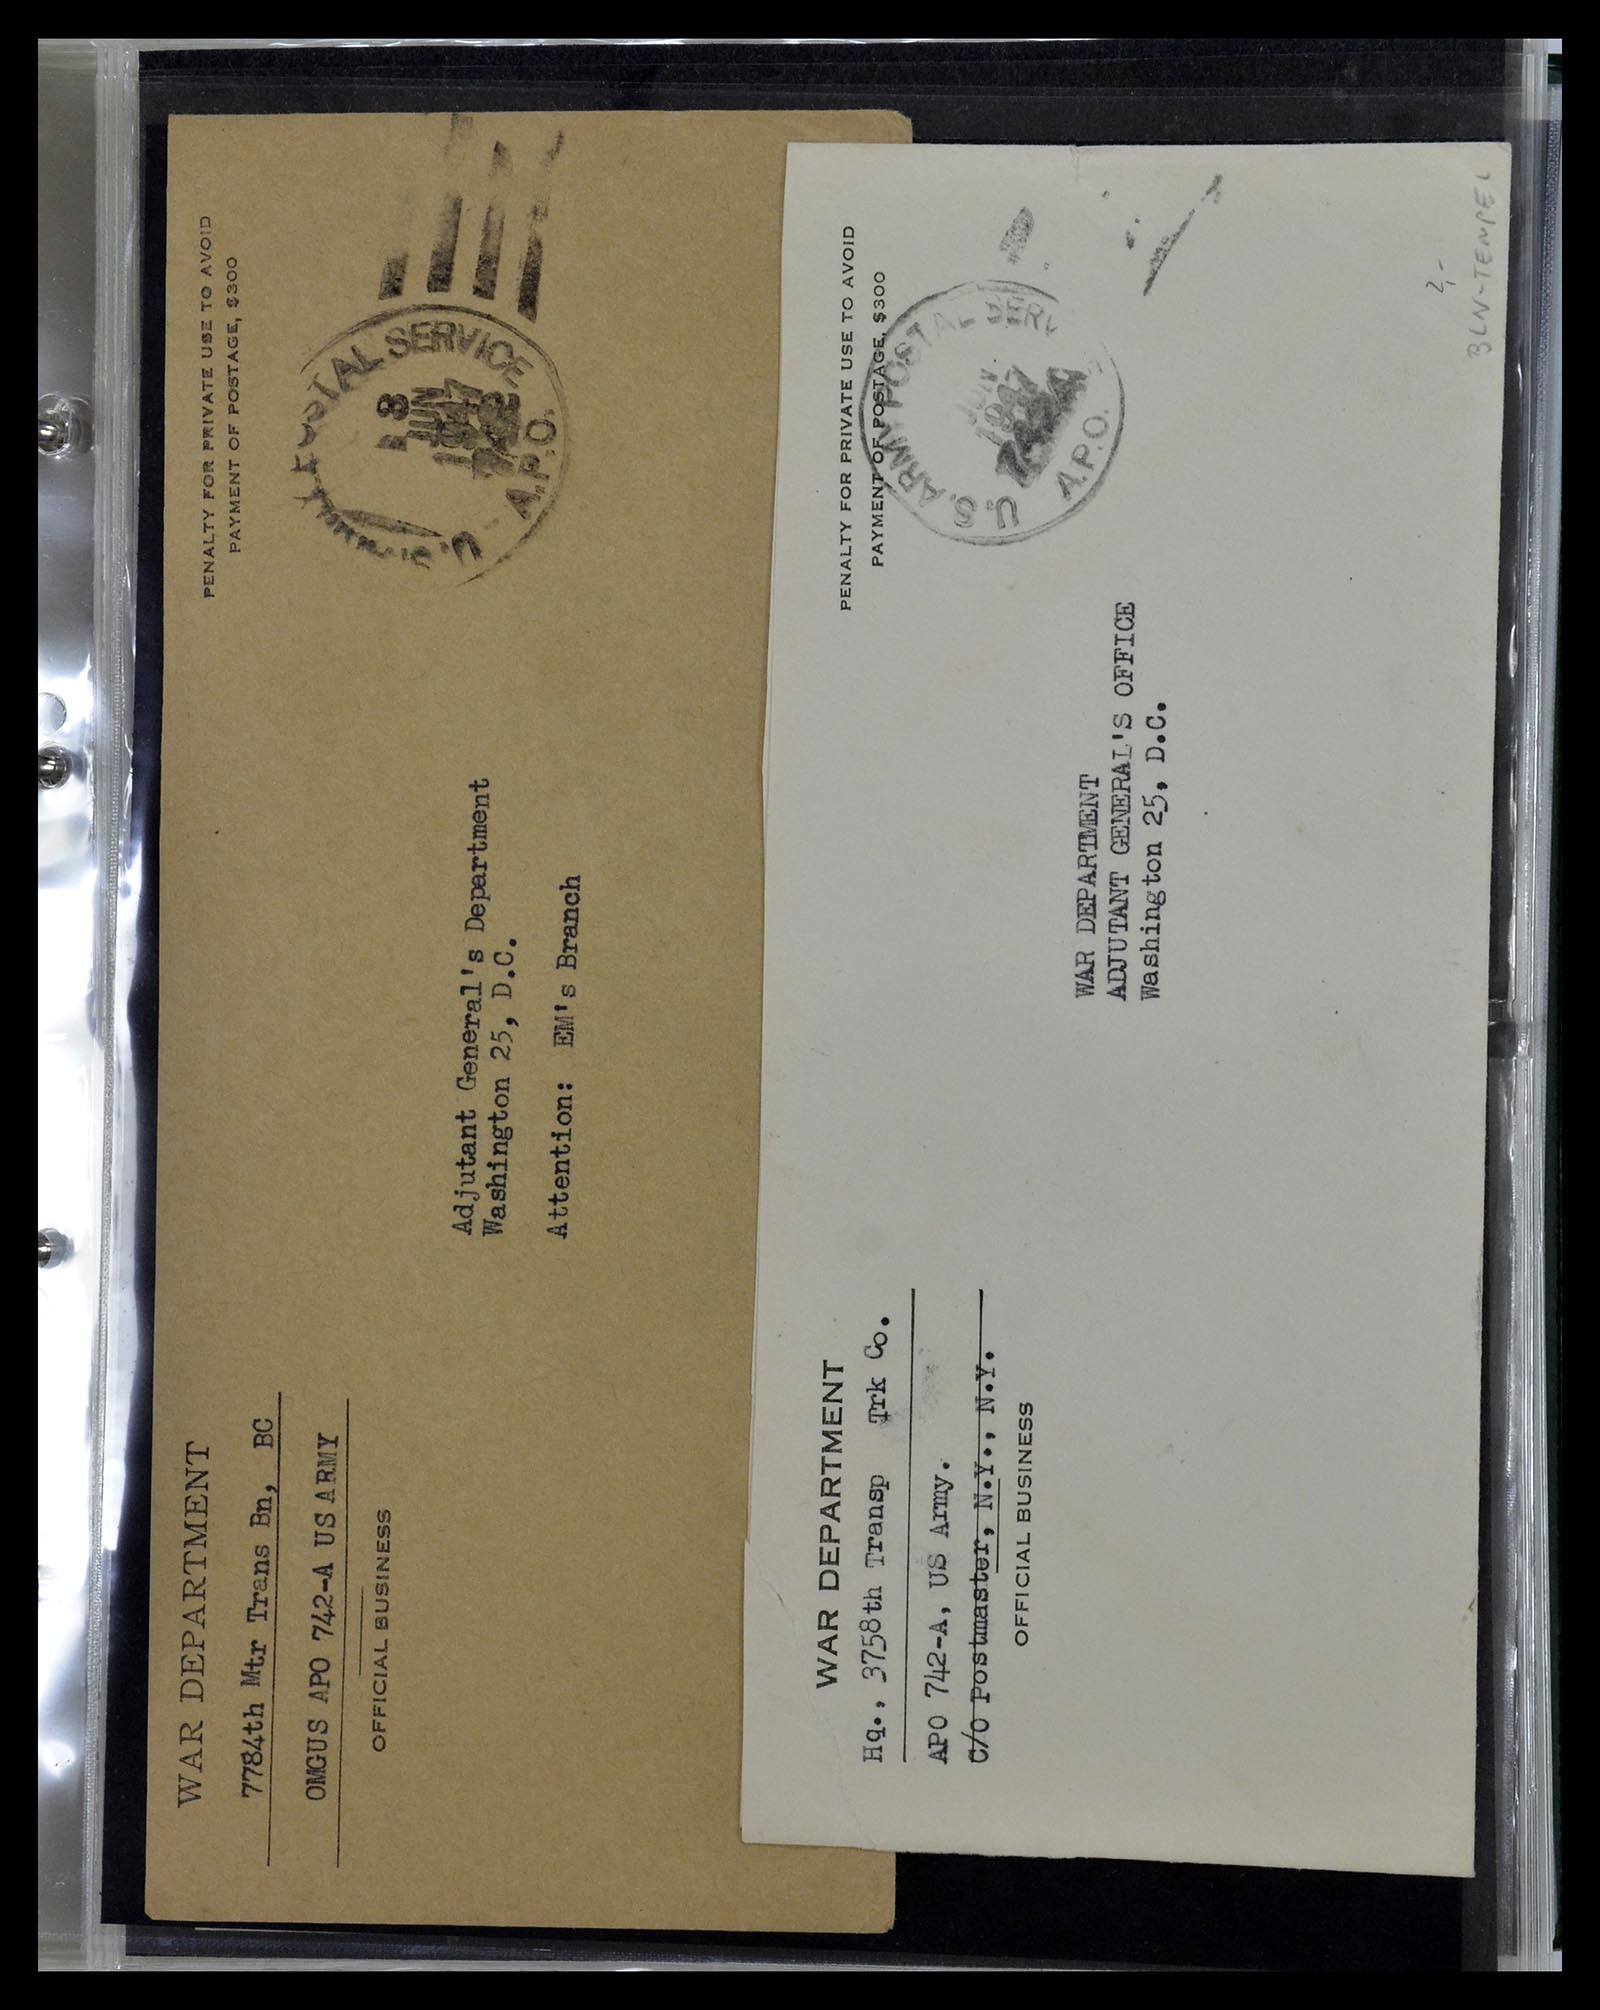 WAR DEPARTMENT
7784th Mtr Trans Bn, BC
OMGUS APO 742-A US ARMY
OFFICIAL BUSINESS
PENALTY FOR PRIVATE USE TO AVOID
PAYMENT OF POSTAGE, $300
POSTAL SERVICE
U.S.
A.P.O.
JUN
1947
Adjutant General's Department
Washington 25, D.C.
Attention: EM's Branch
WAR DEPARTMENT
Hq., 3758th Transp Trk Co.
APO 742-A, US Army.
C/O Postmaster, N.Y., N.Y.
OFFICIAL BUSINESS
PENALTY FOR PRIVATE USE TO AVOID
PAYMENT OF POSTAGE, $300
U.S. ARMY POSTAL SERV
A.P.O.
JUN
1947
WAR DEPARTMENT
ADJUTANT GENERAL'S OFFICE
Washington 25, D.C.
2,-
BLN-TEMPEL